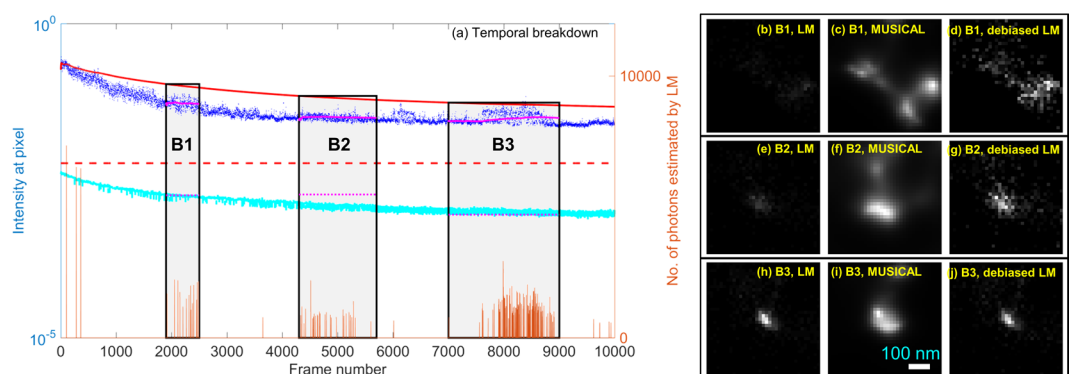 (a) Temporal breakdown
10^0
10^-5
Intensity at pixel
B1
B2
B3
10000
0
No. of photons estimated by LM
0 1000 2000 3000 4000 5000 6000 7000 8000 9000 10000
Frame number
(b) B1, LM
(c) B1, MUSICAL
(d) B1, debiased LM
(e) B2, LM
(f) B2, MUSICAL
(g) B2, debiased LM
(h) B3, LM
(i) B3, MUSICAL
(j) B3, debiased LM
100 nm